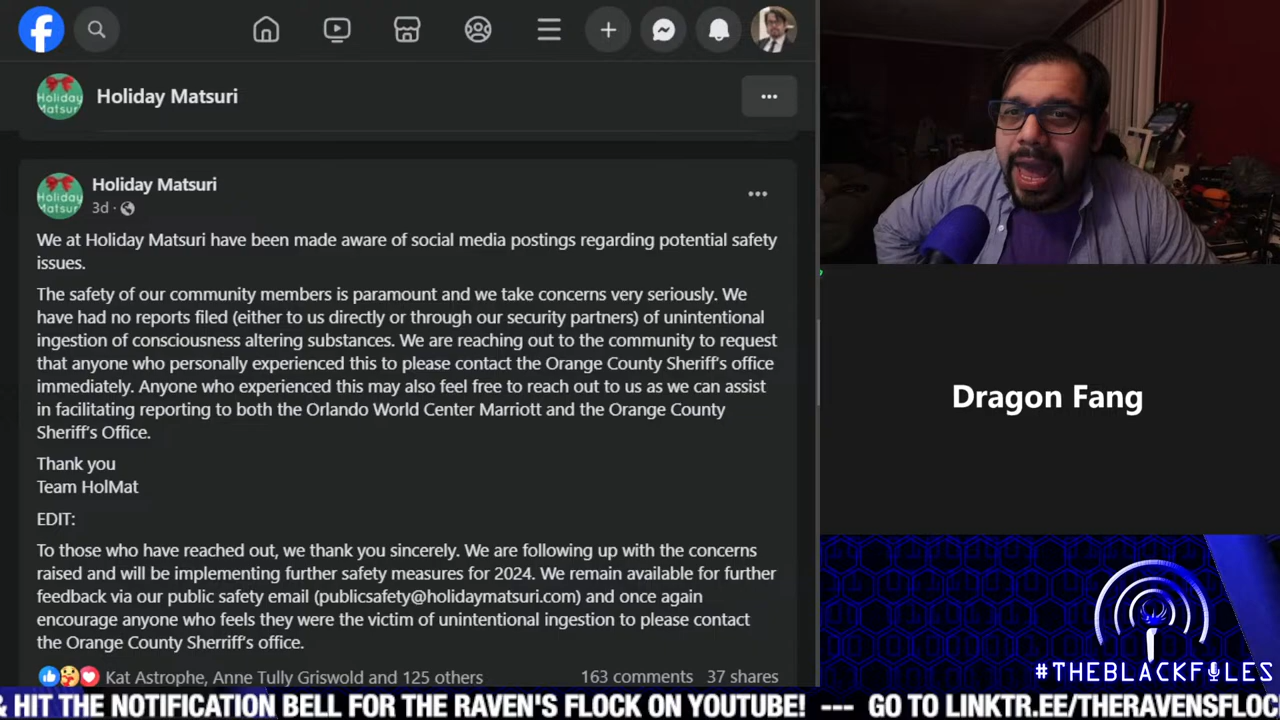 Holiday Matsuri
Holiday
Matsuri
Holiday Matsuri
3d ·
Holiday
Matsuri
We at Holiday Matsuri have been made aware of social media postings regarding potential safety
issues.
The safety of our community members is paramount and we take concerns very seriously. We
have had no reports filed (either to us directly or through our security partners) of unintentional
ingestion of consciousness altering substances. We are reaching out to the community to request
that anyone who personally experienced this to please contact the Orange County Sheriff's office
immediately. Anyone who experienced this may also feel free to reach out to us as we can assist
in facilitating reporting to both the Orlando World Center Marriott and the Orange County
Sheriff's Office.
Thank you
Team HolMat
EDIT:
To those who have reached out, we thank you sincerely. We are following up with the concerns
raised and will be implementing further safety measures for 2024. We remain available for further
feedback via our public safety email (publicsafety@holidaymatsuri.com) and once again
encourage anyone who feels they were the victim of unintentional ingestion to please contact
the Orange County Sherriff's office.
Kat Astrophe, Anne Tully Griswold and 125 others
163 comments 37 shares
Dragon Fang
#THEBLACKFILES
& HIT THE NOTIFICATION BELL FOR THE RAVEN'S FLOCK ON YOUTUBE! --- GO TO LINKTR.EE/THERAVENSFLOC